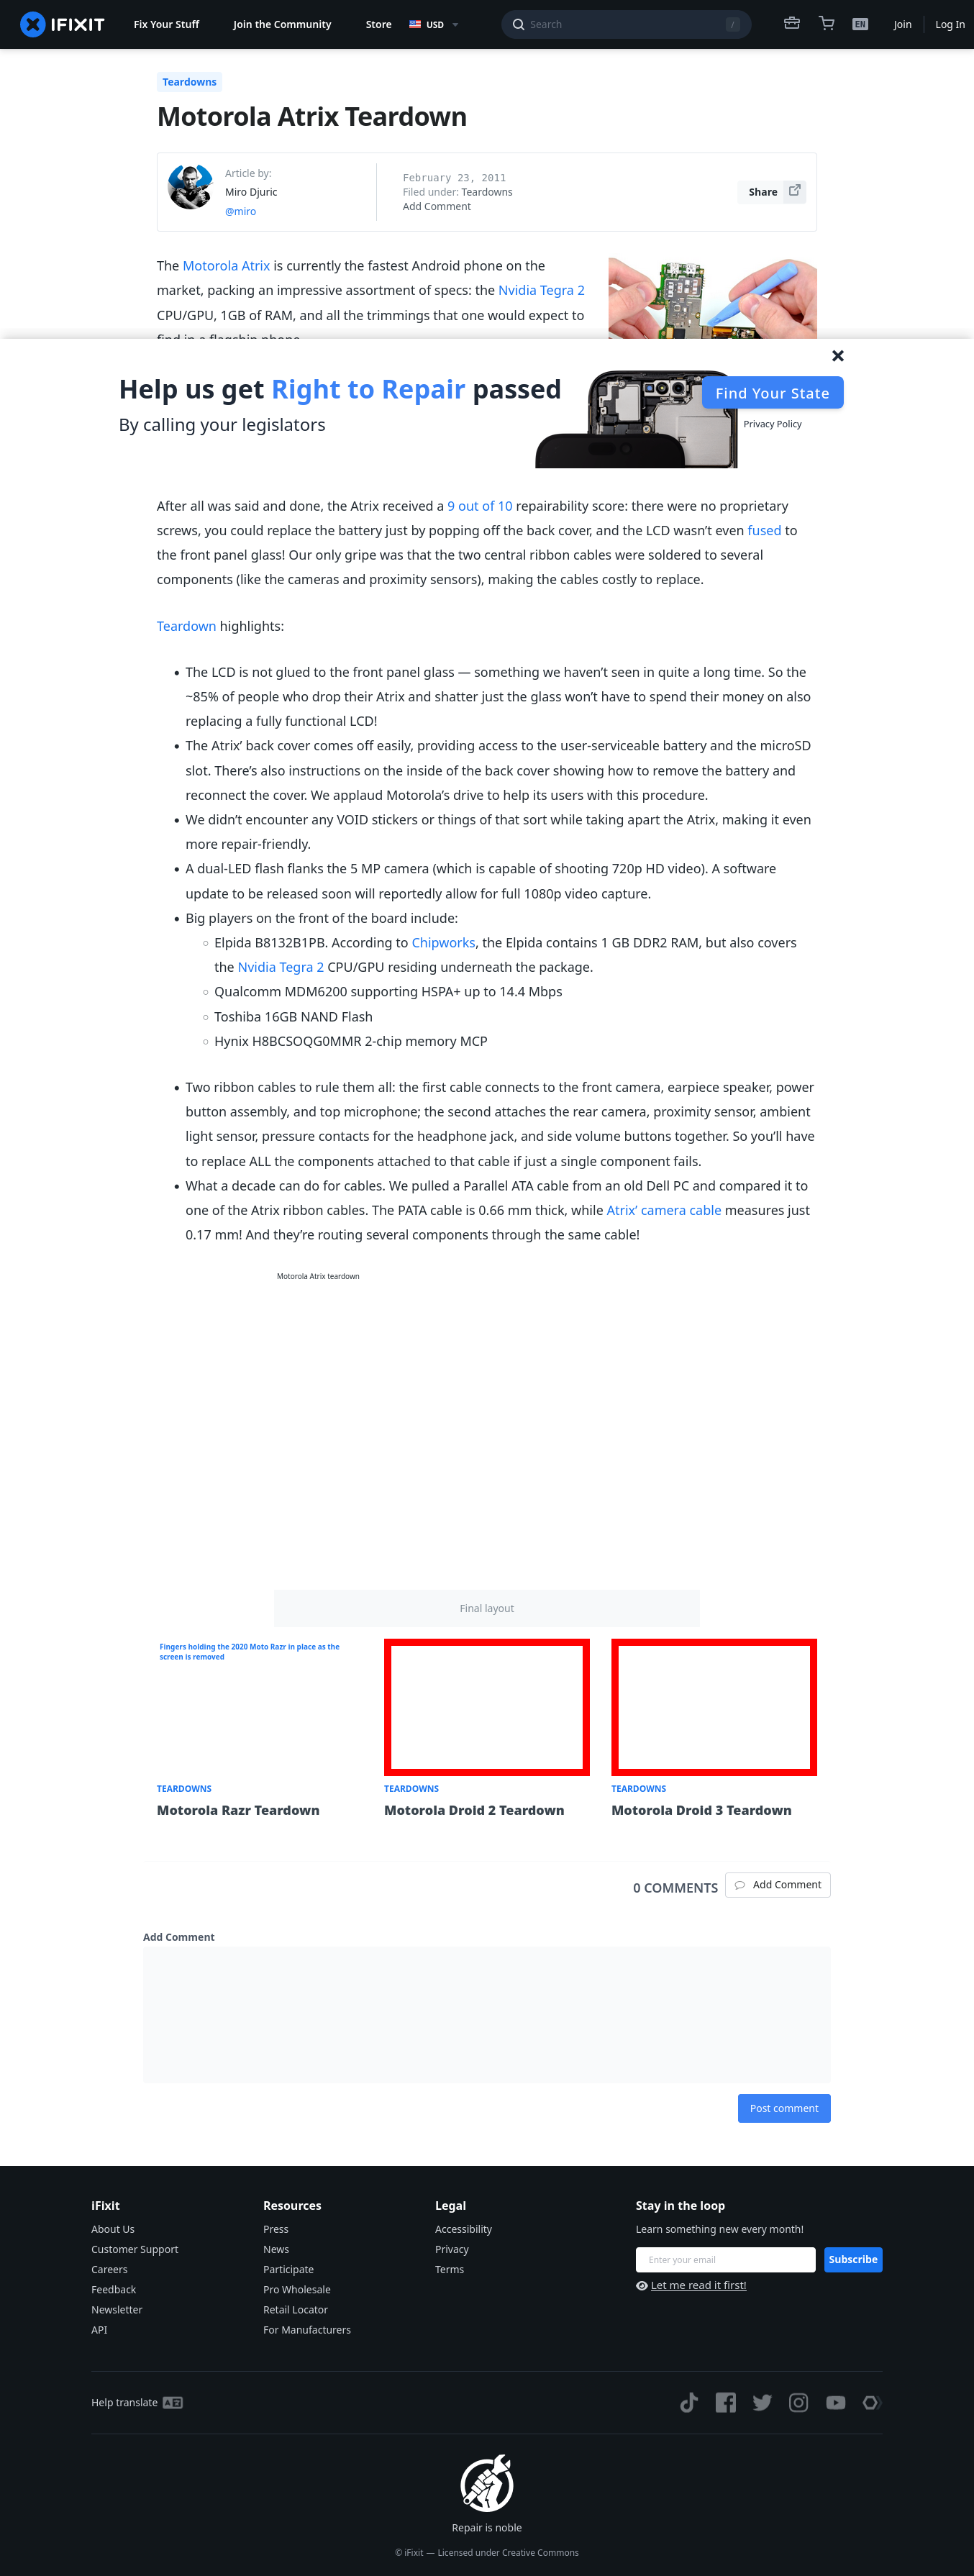 IFIXIT
Fix Your Stuff
Join the Community
Store
USD
Search
/
EN
Join
Log In
Teardowns
Motorola Atrix Teardown
Article by:
Miro Djuric
@miro
February 23, 2011
Filed under: Teardowns
Add Comment
Share
The Motorola Atrix is currently the fastest Android phone on the
market, packing an impressive assortment of specs: the Nvidia Tegra 2
CPU/GPU, 1GB of RAM, and all the trimmings that one would expect to
find in a flagship phone
Help us get Right to Repair passed
By calling your legislators
Find Your State
Privacy Policy
After all was said and done, the Atrix received a 9 out of 10 repairability score: there were no proprietary
screws, you could replace the battery just by popping off the back cover, and the LCD wasn’t even fused to
the front panel glass! Our only gripe was that the two central ribbon cables were soldered to several
components (like the cameras and proximity sensors), making the cables costly to replace.
Teardown highlights:
The LCD is not glued to the front panel glass — something we haven’t seen in quite a long time. So the
~85% of people who drop their Atrix and shatter just the glass won’t have to spend their money on also
replacing a fully functional LCD!
The Atrix’ back cover comes off easily, providing access to the user-serviceable battery and the microSD
slot. There’s also instructions on the inside of the back cover showing how to remove the battery and
reconnect the cover. We applaud Motorola’s drive to help its users with this procedure.
We didn’t encounter any VOID stickers or things of that sort while taking apart the Atrix, making it even
more repair-friendly.
A dual-LED flash flanks the 5 MP camera (which is capable of shooting 720p HD video). A software
update to be released soon will reportedly allow for full 1080p video capture.
Big players on the front of the board include:
Elpida B8132B1PB. According to Chipworks, the Elpida contains 1 GB DDR2 RAM, but also covers
the Nvidia Tegra 2 CPU/GPU residing underneath the package.
Qualcomm MDM6200 supporting HSPA+ up to 14.4 Mbps
Toshiba 16GB NAND Flash
Hynix H8BCSOQG0MMR 2-chip memory MCP
Two ribbon cables to rule them all: the first cable connects to the front camera, earpiece speaker, power
button assembly, and top microphone; the second attaches the rear camera, proximity sensor, ambient
light sensor, pressure contacts for the headphone jack, and side volume buttons together. So you’ll have
to replace ALL the components attached to that cable if just a single component fails.
What a decade can do for cables. We pulled a Parallel ATA cable from an old Dell PC and compared it to
one of the Atrix ribbon cables. The PATA cable is 0.66 mm thick, while Atrix’ camera cable measures just
0.17 mm! And they’re routing several components through the same cable!
Motorola Atrix teardown
Final layout
Fingers holding the 2020 Moto Razr in place as the
screen is removed
TEARDOWNS
Motorola Razr Teardown
TEARDOWNS
Motorola Droid 2 Teardown
TEARDOWNS
Motorola Droid 3 Teardown
0 COMMENTS
Add Comment
Add Comment
Post comment
iFixit
About Us
Customer Support
Careers
Feedback
Newsletter
API
Resources
Press
News
Participate
Pro Wholesale
Retail Locator
For Manufacturers
Legal
Accessibility
Privacy
Terms
Stay in the loop
Learn something new every month!
Enter your email
Subscribe
Let me read it first!
Help translate
Repair is noble
© iFixit — Licensed under Creative Commons